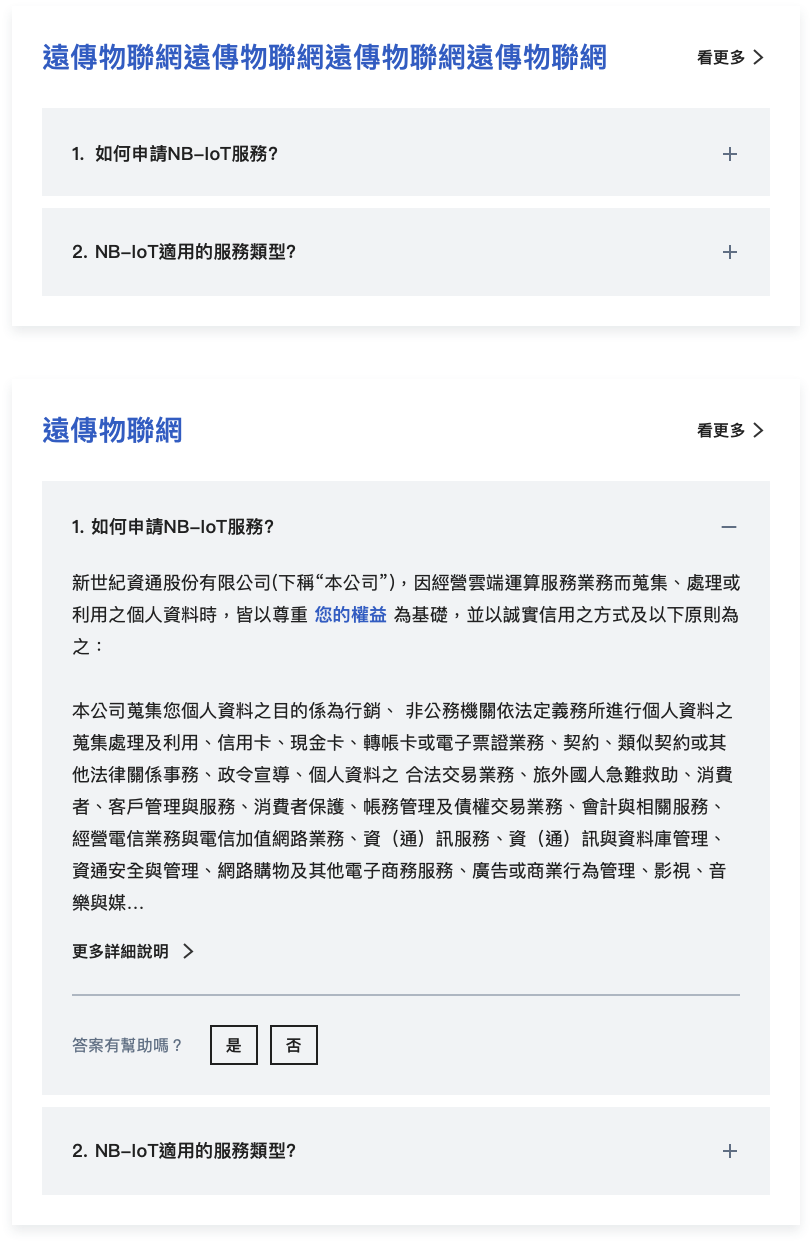 遠傳物聯網遠傳物聯網遠傳物聯網遠傳物聯網
看更多
1. 如何申請NB–IoT服務?
2. NB–IoT適用的服務類型?
遠傳物聯網
看更多
1. 如何申請NB–IoT服務?
新世紀資通股份有限公司(下稱“本公司”)，因經營雲端運算服務業務而蒐集、處理或
利用之個人資料時，皆以尊重 您的權益 為基礎，並以誠實信用之方式及以下原則為
之：
本公司蒐集您個人資料之目的係為行銷、 非公務機關依法定義務所進行個人資料之
蒐集處理及利用、信用卡、現金卡、轉帳卡或電子票證業務、契約、類似契約或其
他法律關係事務、政令宣導、個人資料之 合法交易業務、旅外國人急難救助、消費
者、客戶管理與服務、消費者保護、帳務管理及債權交易業務、會計與相關服務、
經營電信業務與電信加值網路業務、資（通）訊服務、資（通）訊與資料庫管理、
資通安全與管理、網路購物及其他電子商務服務、廣告或商業行為管理、影視、音
樂與媒...
更多詳細說明
答案有幫助嗎？
是
否
2. NB–IoT適用的服務類型?